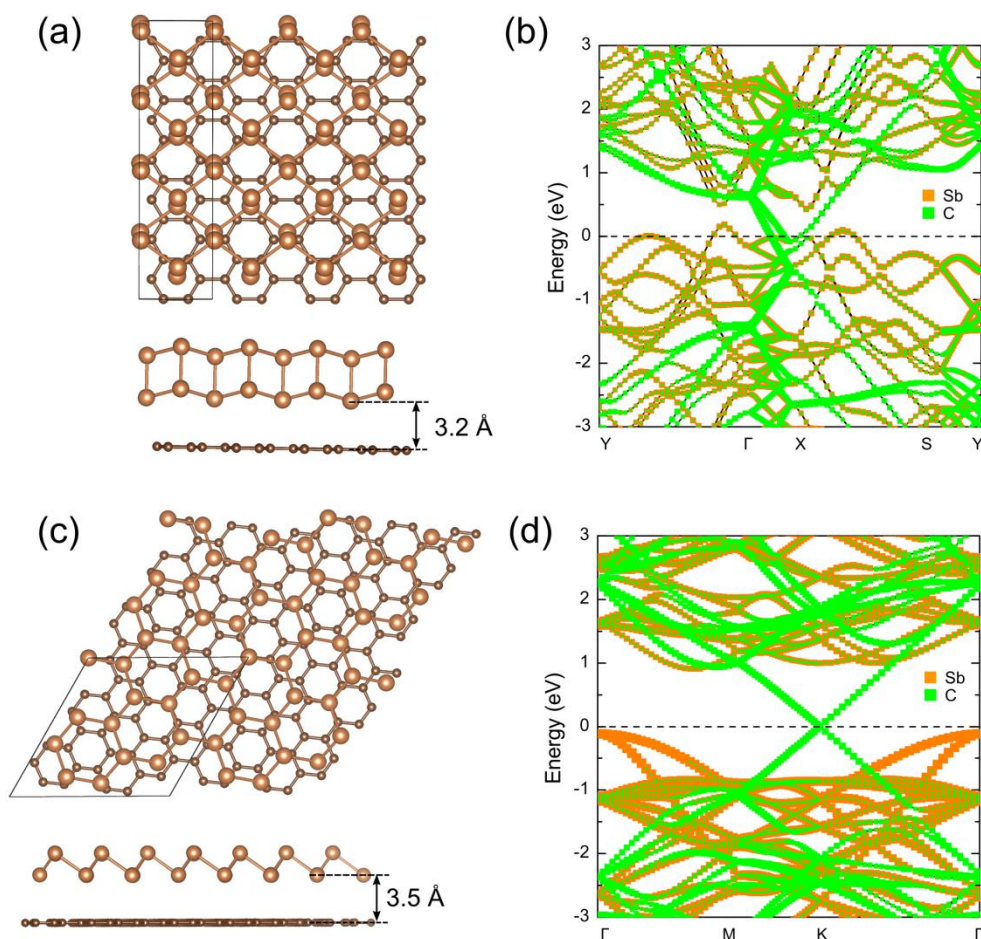 (a)
3.2 Å
(b)
Energy (eV)
3
2
1
0
-1
-2
-3
Sb
C
Y Γ X S Y
(c)
3.5 Å
(d)
Energy (eV)
3
2
1
0
-1
-2
-3
Sb
C
Γ M K Γ